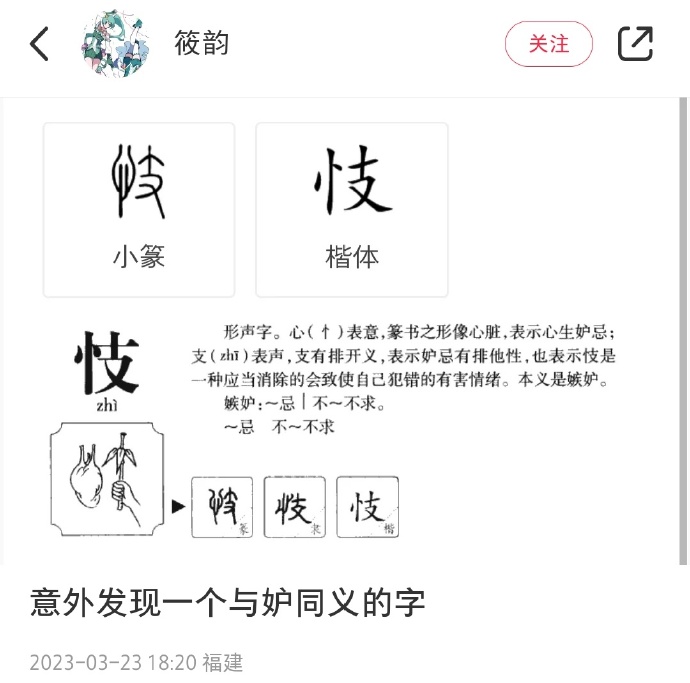 筱韵
关注
小篆
楷体
忮
zhì
形声字。心(忄)表意,篆书之形像心脏,表示心生妒忌;
支(zhī)表声,支有排开义,表示妒忌有排他性,也表示忮是
一种应当消除的会致使自己犯错的有害情绪。本义是嫉妒。
嫉妒:～忌│不～不求。
～忌 不～不求
忮 篆
忮 隶
忮 楷
意外发现一个与妒同义的字
2023-03-23 18:20 福建